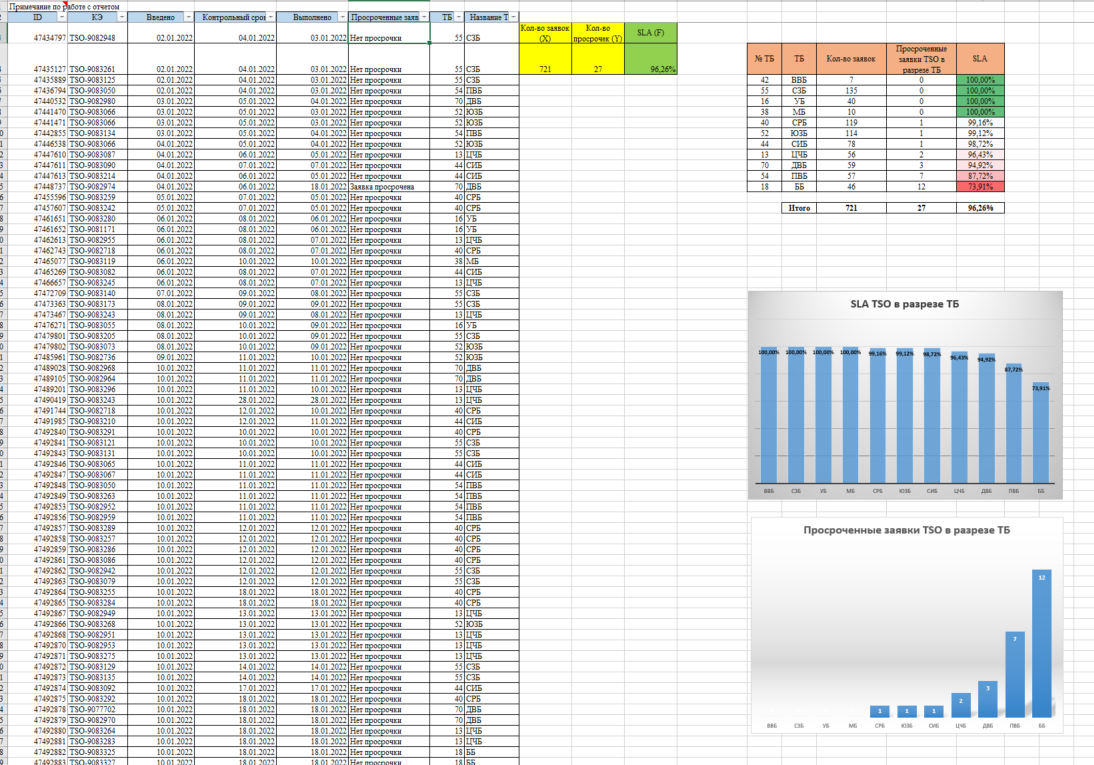 Примечание по работе с отчетом
ID КЭ Введено Контрольный срок Выполнено Просроченные заяв ТБ Название Т
47434797 TSO-9082948 02.01.2022 04.01.2022 03.01.2022 Нет просрочки 55 СЗБ
47435127 TSO-9083261 02.01.2022 04.01.2022 03.01.2022 Нет просрочки 55 СЗБ
47435889 TSO-9083125 02.01.2022 04.01.2022 03.01.2022 Нет просрочки 55 СЗБ
47436794 TSO-9083050 02.01.2022 04.01.2022 03.01.2022 Нет просрочки 54 ПВБ
47440532 TSO-9082980 03.01.2022 05.01.2022 04.01.2022 Нет просрочки 70 ДВБ
47441470 TSO-9083066 03.01.2022 05.01.2022 03.01.2022 Нет просрочки 52 ЮЗБ
47441471 TSO-9083066 03.01.2022 05.01.2022 03.01.2022 Нет просрочки 52 ЮЗБ
47442855 TSO-9083134 03.01.2022 05.01.2022 04.01.2022 Нет просрочки 54 ПВБ
47446538 TSO-9083066 04.01.2022 05.01.2022 04.01.2022 Нет просрочки 52 ЮЗБ
47447610 TSO-9083087 04.01.2022 06.01.2022 05.01.2022 Нет просрочки 13 ЦЧБ
47447611 TSO-9083090 04.01.2022 07.01.2022 07.01.2022 Нет просрочки 44 СИБ
47447613 TSO-9083214 04.01.2022 06.01.2022 05.01.2022 Нет просрочки 44 СИБ
47448737 TSO-9082974 04.01.2022 06.01.2022 18.01.2022 Заявка просрочена 70 ДВБ
47455596 TSO-9083259 05.01.2022 07.01.2022 05.01.2022 Нет просрочки 40 СРБ
47457607 TSO-9083242 05.01.2022 07.01.2022 05.01.2022 Нет просрочки 40 СРБ
47461651 TSO-9083280 06.01.2022 08.01.2022 06.01.2022 Нет просрочки 16 УБ
47461652 TSO-9081171 06.01.2022 08.01.2022 06.01.2022 Нет просрочки 16 УБ
47462613 TSO-9082955 06.01.2022 08.01.2022 07.01.2022 Нет просрочки 13 ЦЧБ
47462743 TSO-9082718 06.01.2022 08.01.2022 07.01.2022 Нет просрочки 40 СРБ
47465077 TSO-9083119 06.01.2022 10.01.2022 10.01.2022 Нет просрочки 38 МБ
47465269 TSO-9083082 06.01.2022 08.01.2022 07.01.2022 Нет просрочки 44 СИБ
47466657 TSO-9083245 06.01.2022 08.01.2022 07.01.2022 Нет просрочки 13 ЦЧБ
47472709 TSO-9083140 07.01.2022 09.01.2022 08.01.2022 Нет просрочки 55 СЗБ
47473363 TSO-9083173 08.01.2022 09.01.2022 09.01.2022 Нет просрочки 55 СЗБ
47473467 TSO-9083243 08.01.2022 09.01.2022 08.01.2022 Нет просрочки 13 ЦЧБ
47476271 TSO-9083055 08.01.2022 10.01.2022 09.01.2022 Нет просрочки 16 УБ
47479801 TSO-9083205 08.01.2022 10.01.2022 09.01.2022 Нет просрочки 55 СЗБ
47479802 TSO-9083073 08.01.2022 10.01.2022 09.01.2022 Нет просрочки 52 ЮЗБ
47485961 TSO-9082736 09.01.2022 11.01.2022 10.01.2022 Нет просрочки 52 ЮЗБ
47489028 TSO-9082968 10.01.2022 11.01.2022 11.01.2022 Нет просрочки 70 ДВБ
47489105 TSO-9082964 10.01.2022 11.01.2022 10.01.2022 Нет просрочки 70 ДВБ
47489201 TSO-9083296 10.01.2022 11.01.2022 10.01.2022 Нет просрочки 13 ЦЧБ
47490419 TSO-9083243 10.01.2022 28.01.2022 28.01.2022 Нет просрочки 13 ЦЧБ
47491744 TSO-9082718 10.01.2022 12.01.2022 10.01.2022 Нет просрочки 40 СРБ
47491985 TSO-9083210 10.01.2022 12.01.2022 11.01.2022 Нет просрочки 44 СИБ
47492840 TSO-9083291 10.01.2022 10.01.2022 10.01.2022 Нет просрочки 40 СРБ
47492841 TSO-9083121 10.01.2022 10.01.2022 10.01.2022 Нет просрочки 55 СЗБ
47492843 TSO-9083131 10.01.2022 10.01.2022 10.01.2022 Нет просрочки 55 СЗБ
47492846 TSO-9083065 10.01.2022 11.01.2022 11.01.2022 Нет просрочки 44 СИБ
47492847 TSO-9083067 10.01.2022 11.01.2022 11.01.2022 Нет просрочки 44 СИБ
47492848 TSO-9083050 10.01.2022 11.01.2022 11.01.2022 Нет просрочки 54 ПВБ
47492849 TSO-9083263 10.01.2022 11.01.2022 11.01.2022 Нет просрочки 54 ПВБ
47492853 TSO-9082952 10.01.2022 11.01.2022 11.01.2022 Нет просрочки 54 ПВБ
47492856 TSO-9082959 10.01.2022 11.01.2022 11.01.2022 Нет просрочки 54 ПВБ
47492857 TSO-9083289 10.01.2022 12.01.2022 12.01.2022 Нет просрочки 40 СРБ
47492858 TSO-9083257 10.01.2022 12.01.2022 12.01.2022 Нет просрочки 40 СРБ
47492859 TSO-9083286 10.01.2022 12.01.2022 12.01.2022 Нет просрочки 40 СРБ
47492861 TSO-9083086 10.01.2022 12.01.2022 12.01.2022 Нет просрочки 40 СРБ
47492862 TSO-9082942 10.01.2022 12.01.2022 12.01.2022 Нет просрочки 55 СЗБ
47492863 TSO-9083079 10.01.2022 12.01.2022 12.01.2022 Нет просрочки 55 СЗБ
47492864 TSO-9083255 10.01.2022 18.01.2022 18.01.2022 Нет просрочки 40 СРБ
47492865 TSO-9083284 10.01.2022 18.01.2022 18.01.2022 Нет просрочки 40 СРБ
47492867 TSO-9082949 10.01.2022 13.01.2022 13.01.2022 Нет просрочки 13 ЦЧБ
47492866 TSO-9083268 10.01.2022 13.01.2022 13.01.2022 Нет просрочки 52 ЮЗБ
47492868 TSO-9082951 10.01.2022 13.01.2022 13.01.2022 Нет просрочки 13 ЦЧБ
47492870 TSO-9082953 10.01.2022 13.01.2022 13.01.2022 Нет просрочки 13 ЦЧБ
47492871 TSO-9083275 10.01.2022 13.01.2022 13.01.2022 Нет просрочки 13 ЦЧБ
47492872 TSO-9083129 10.01.2022 14.01.2022 14.01.2022 Нет просрочки 55 СЗБ
47492873 TSO-9083135 10.01.2022 14.01.2022 14.01.2022 Нет просрочки 55 СЗБ
47492874 TSO-9083092 10.01.2022 17.01.2022 17.01.2022 Нет просрочки 44 СИБ
47492875 TSO-9083292 10.01.2022 18.01.2022 18.01.2022 Нет просрочки 40 СРБ
47492878 TSO-9077702 10.01.2022 18.01.2022 18.01.2022 Нет просрочки 70 ДВБ
47492879 TSO-9082970 10.01.2022 18.01.2022 18.01.2022 Нет просрочки 70 ДВБ
47492880 TSO-9083264 10.01.2022 18.01.2022 18.01.2022 Нет просрочки 13 ЦЧБ
47492881 TSO-9083283 10.01.2022 18.01.2022 18.01.2022 Нет просрочки 13 ЦЧБ
47492882 TSO-9083325 10.01.2022 18.01.2022 18.01.2022 Нет просрочки 18 ББ
47492883 TSO-9083327 10.01.2022 18.01.2022 18.01.2022 Нет просрочки 18 ББ
Кол-во заявок (X) Кол-во просрочек (Y) SLA (F)
721 27 96,26%
№ ТБ ТБ Кол-во заявок Просроченные заявки TSO в разрезе ТБ SLA
42 ВВБ 7 0 100,00%
55 СЗБ 135 0 100,00%
16 УБ 40 0 100,00%
38 МБ 10 0 100,00%
40 СРБ 119 1 99,16%
52 ЮЗБ 114 1 99,12%
44 СИБ 78 1 98,72%
13 ЦЧБ 56 2 96,43%
70 ДВБ 59 3 94,92%
54 ПВБ 57 7 87,72%
18 ББ 46 12 73,91%
Итого 721 27 96,26%
SLA TSO в разрезе ТБ
100,00% 100,00% 100,00% 100,00% 99,16% 99,12% 98,72% 96,43% 94,92% 87,72% 73,91%
ВВБ СЗБ УБ МБ СРБ ЮЗБ СИБ ЦЧБ ДВБ ПВБ ББ
Просроченные заявки TSO в разрезе ТБ
1 1 1 2 3 7 12
ВВБ СЗБ УБ МБ СРБ ЮЗБ СИБ ЦЧБ ДВБ ПВБ ББ